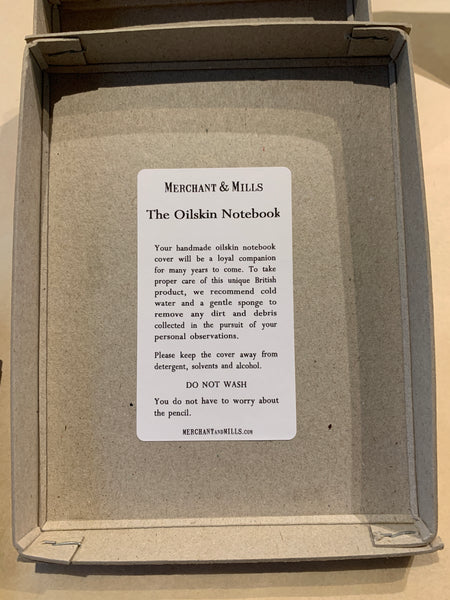 MERCHANT & MILLS
The Oilskin Notebook
Your handmade oilskin notebook
cover will be a loyal companion
for many years to come. To take
proper care of this unique British
product, we recommend cold
water and a gentle sponge to
remove any dirt and debris
collected in the pursuit of your
personal observations.
Please keep the cover away from
detergent, solvents and alcohol.
DO NOT WASH
You do not have to worry about
the pencil.
MERCHANTANDMILLS.COM